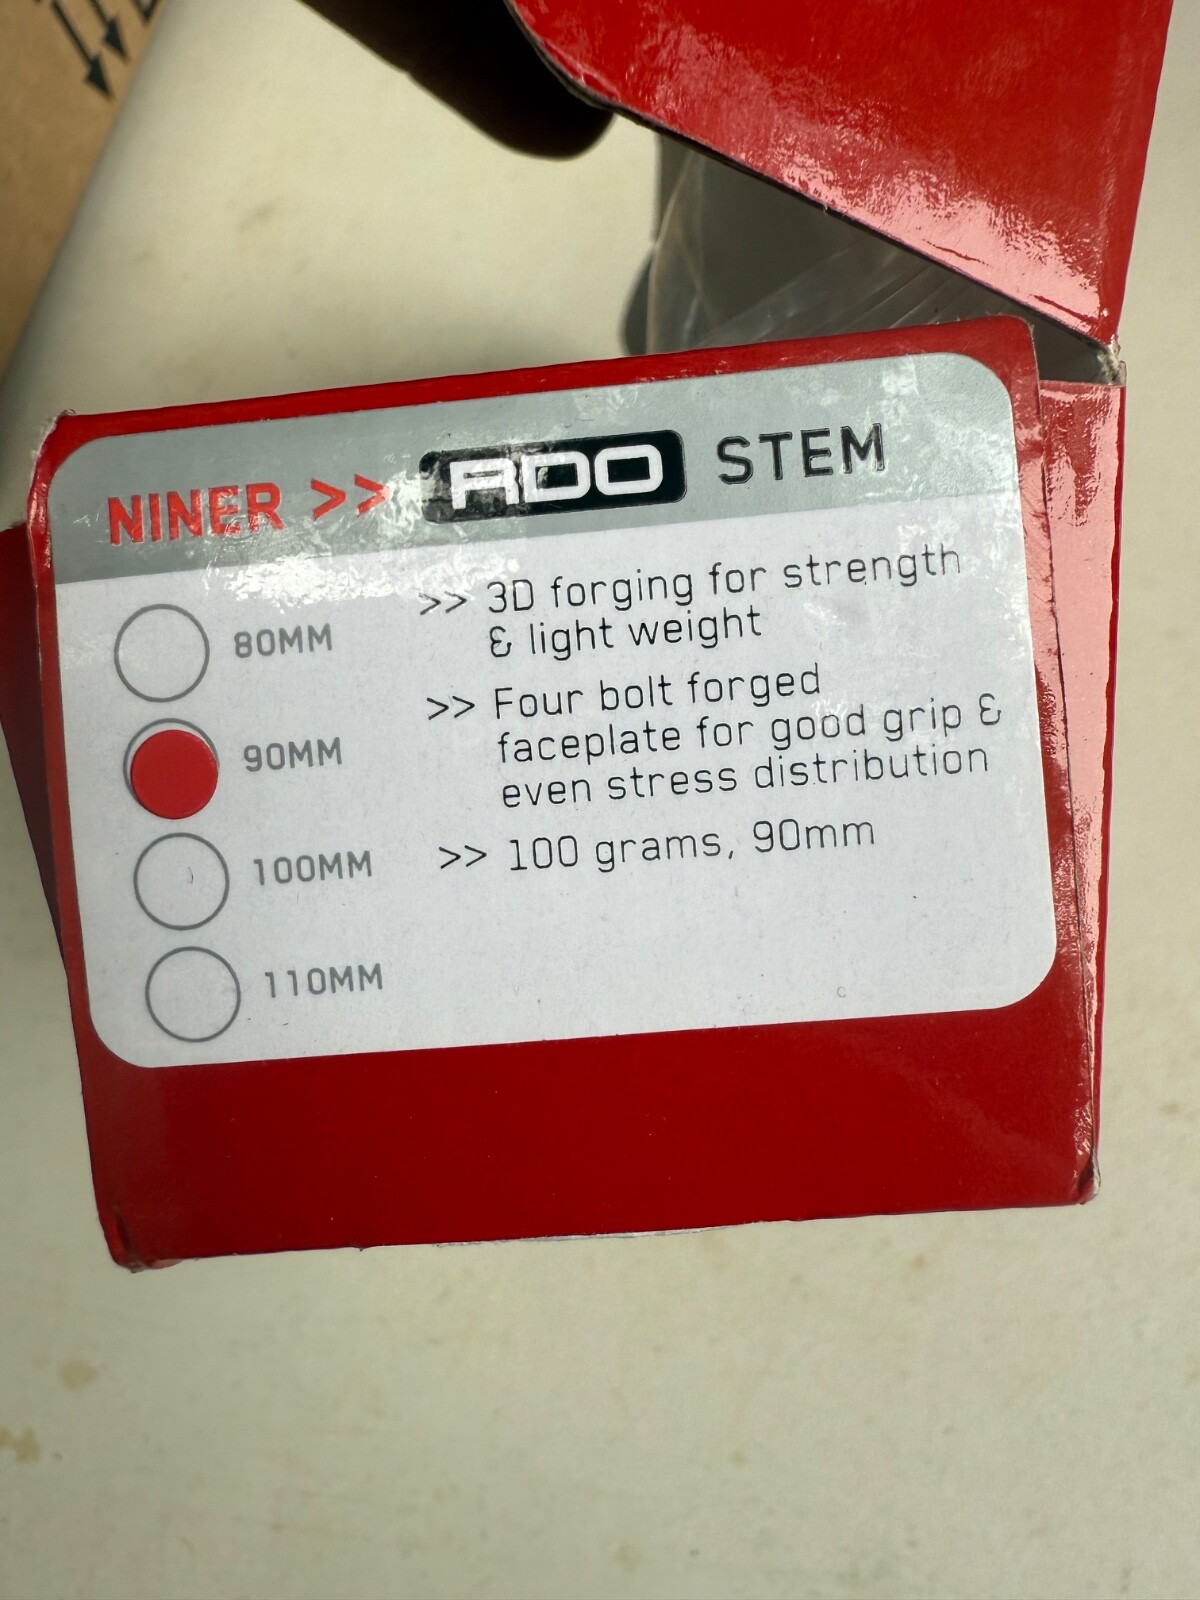 NINER >> RDO STEM
80MM
90MM
100MM
110MM
>> 3D forging for strength
& light weight
>> Four bolt forged
faceplate for good grip &
even stress distribution
>> 100 grams, 90mm